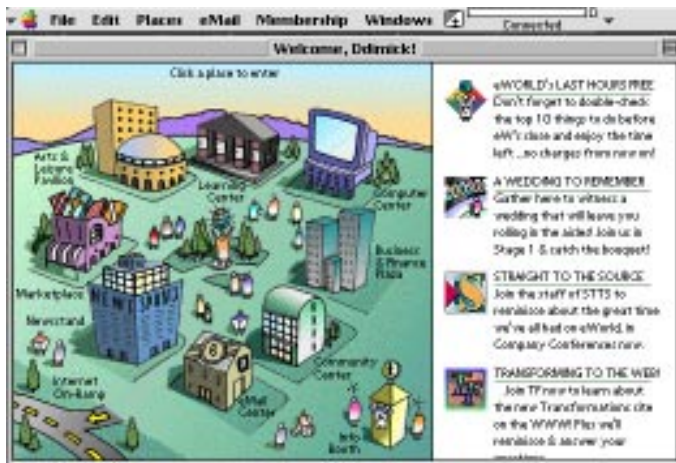 File Edit Places eMail Membership Windows
Connected
Welcome, Ddimick!
Click a place to enter
Arts &
Leisure
Pavilion
Learning
Center
Computer
Center
Business
& Finance
Plaza
Marketplace
NEWSSTAND
Newsstand
Community
Center
Internet
On-Ramp
eMail
Center
Info
Booth
eWORLD's LAST HOURS FREE
Don't forget to double-check
the top 10 things to do before
eW's close and enjoy the time
left ...no charges from now on!
A WEDDING TO REMEMBER
Gather here to witness a
wedding that will leave you
rolling in the aisles! Join us in
Stage 1 & catch the bouquet!
STRAIGHT TO THE SOURCE
Join the staff of STTS to
reminisce about the great time
we've all had on eWorld, in
Company Conferences now.
TRANSFORMING TO THE WEB!
Join TF now to learn about
the new Transformations site
on the WWW! Plus we'll
reminisce & answer your